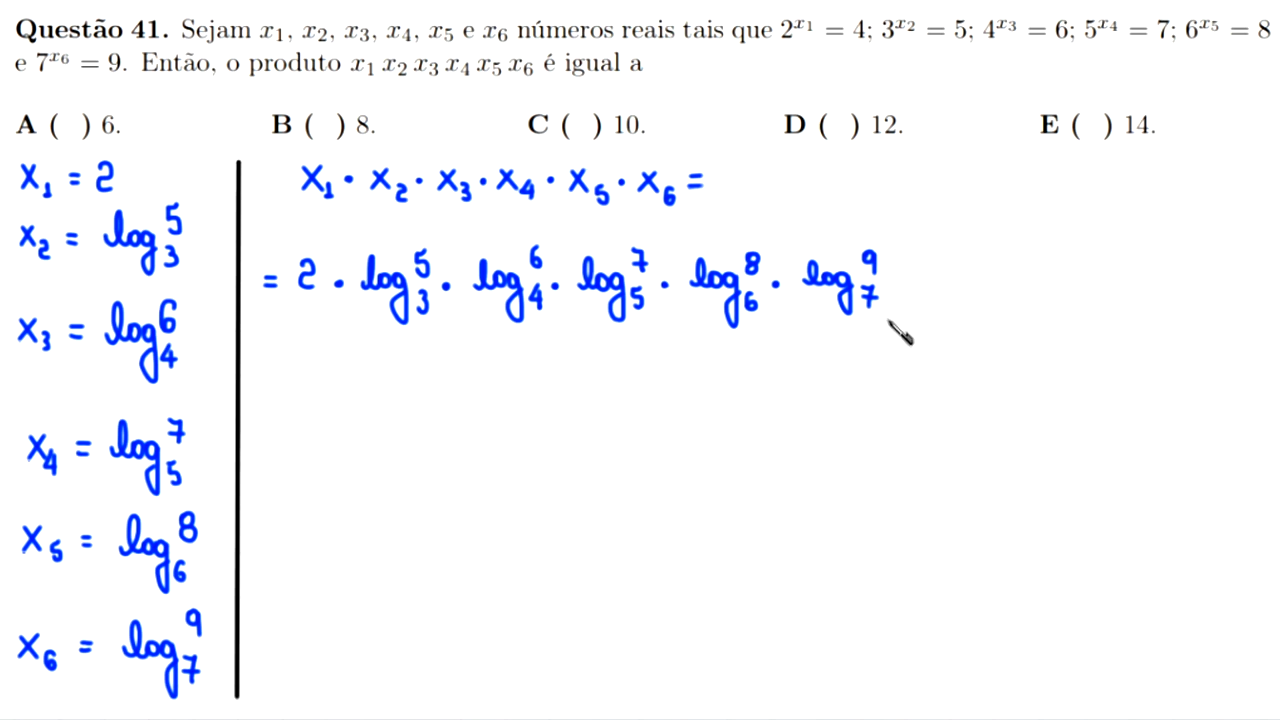 Questão 41. Sejam x₁, x₂, x₃, x₄, x₅ e x₆ números reais tais que 2^{x₁} = 4; 3^{x₂} = 5; 4^{x₃} = 6; 5^{x₄} = 7; 6^{x₅} = 8
e 7^{x₆} = 9. Então, o produto x₁ x₂ x₃ x₄ x₅ x₆ é igual a
A ( ) 6. B ( ) 8. C ( ) 10. D ( ) 12. E ( ) 14.
x₁ = 2
x₂ = log₃ 5
x₃ = log₄ 6
x₄ = log₅ 7
x₅ = log₆ 8
x₆ = log₇ 9
x₁ · x₂ · x₃ · x₄ · x₅ · x₆ =
= 2 · log₃ 5 · log₄ 6 · log₅ 7 · log₆ 8 · log₇ 9